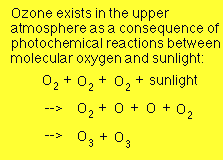 Ozone exists in the upper
atmosphere as a consequence of
photochemical reactions between
molecular oxygen and sunlight:
O₂ + O₂ + O₂ + sunlight
--> O₂ + O + O + O₂
--> O₃ + O₃